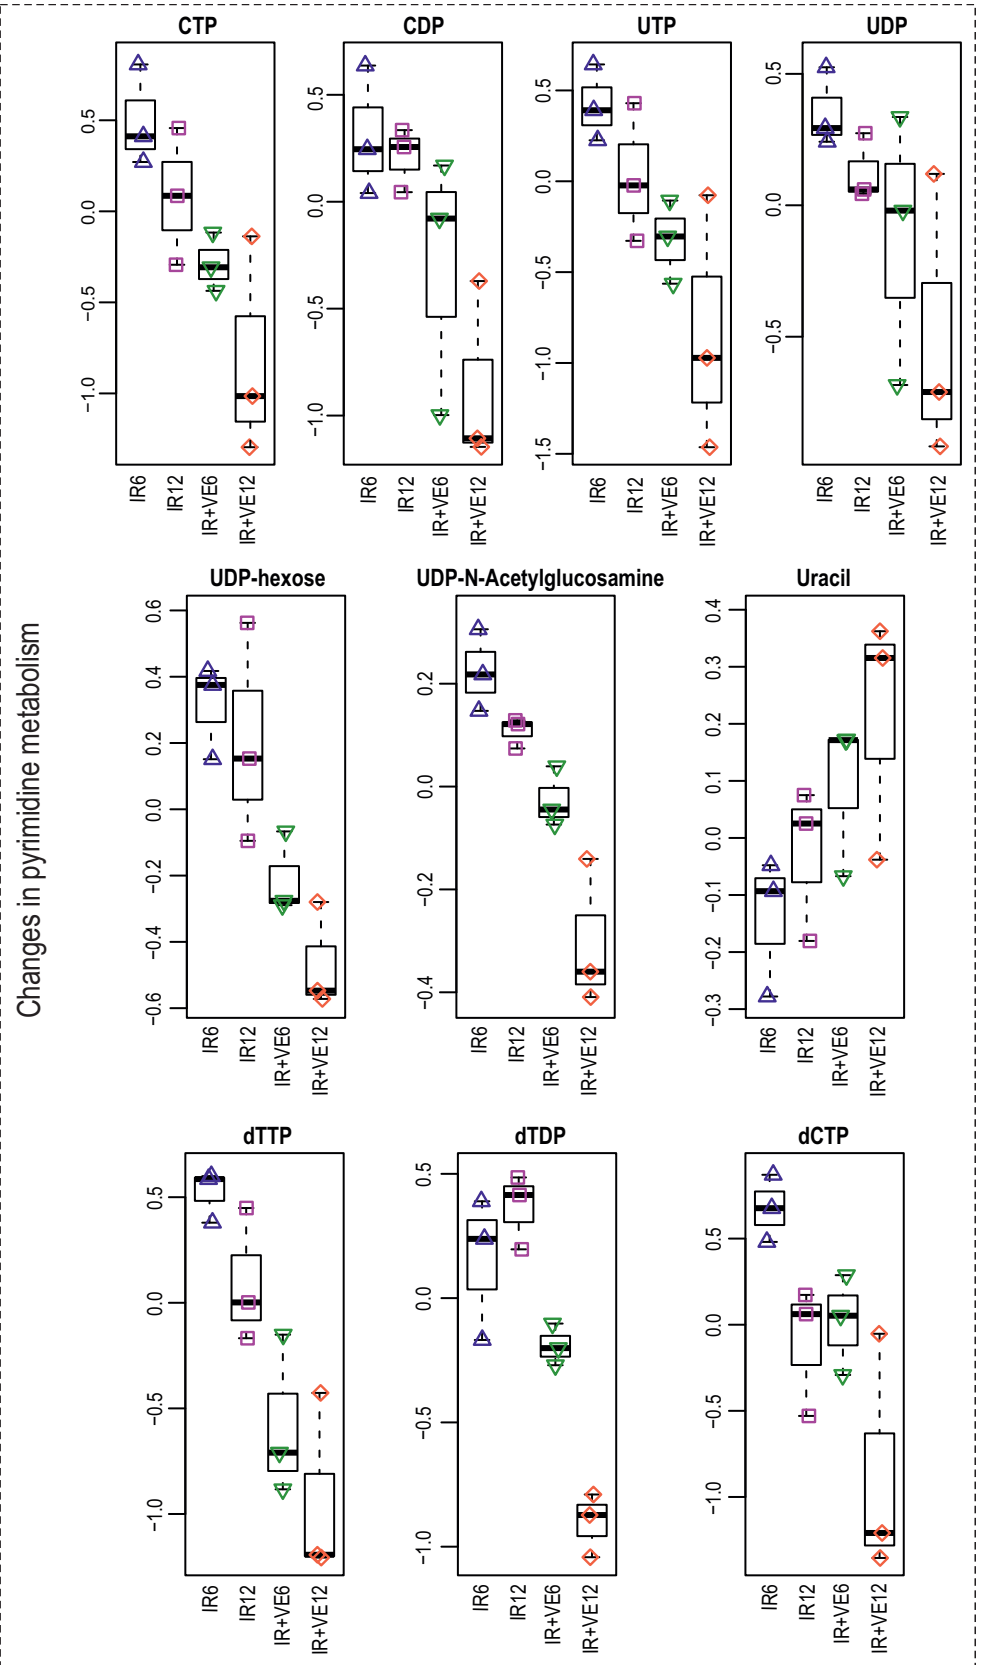 Changes in pyrimidine metabolism
CTP
0.5
0.0
−0.5
−1.0
IR6
IR12
IR+VE6
IR+VE12
CDP
0.5
0.0
−0.5
−1.0
IR6
IR12
IR+VE6
IR+VE12
UTP
0.5
0.0
−0.5
−1.0
−1.5
IR6
IR12
IR+VE6
IR+VE12
UDP
0.5
0.0
−0.5
IR6
IR12
IR+VE6
IR+VE12
UDP-hexose
0.6
0.4
0.2
0.0
−0.2
−0.4
−0.6
IR6
IR12
IR+VE6
IR+VE12
UDP-N-Acetylglucosamine
0.2
0.0
−0.2
−0.4
IR6
IR12
IR+VE6
IR+VE12
Uracil
0.4
0.3
0.2
0.1
0.0
−0.1
−0.2
−0.3
IR6
IR12
IR+VE6
IR+VE12
dTTP
0.5
0.0
−0.5
−1.0
IR6
IR12
IR+VE6
IR+VE12
dTDP
0.5
0.0
−0.5
−1.0
IR6
IR12
IR+VE6
IR+VE12
dCTP
0.5
0.0
−0.5
−1.0
IR6
IR12
IR+VE6
IR+VE12